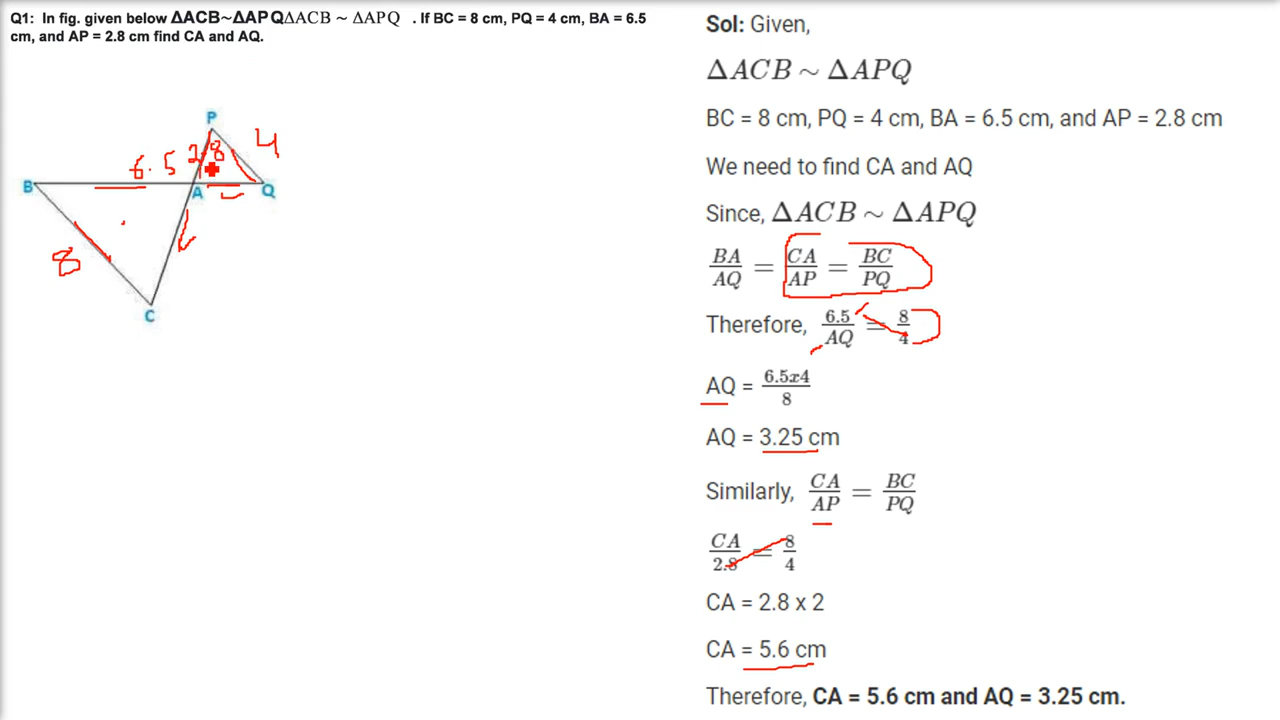 Q1: In fig. given below ΔACB~ΔAPQΔACB ~ ΔAPQ . If BC = 8 cm, PQ = 4 cm, BA = 6.5
cm, and AP = 2.8 cm find CA and AQ.
P
4
6.5 2.8
B
A
Q
8
C
Sol: Given,
ΔACB ~ ΔAPQ
BC = 8 cm, PQ = 4 cm, BA = 6.5 cm, and AP = 2.8 cm
We need to find CA and AQ
Since, ΔACB ~ ΔAPQ
BA/AQ = CA/AP = BC/PQ
Therefore, 6.5/AQ = 8/4
AQ = 6.5x4/8
AQ = 3.25 cm
Similarly, CA/AP = BC/PQ
CA/2.8 = 8/4
CA = 2.8 x 2
CA = 5.6 cm
Therefore, CA = 5.6 cm and AQ = 3.25 cm.